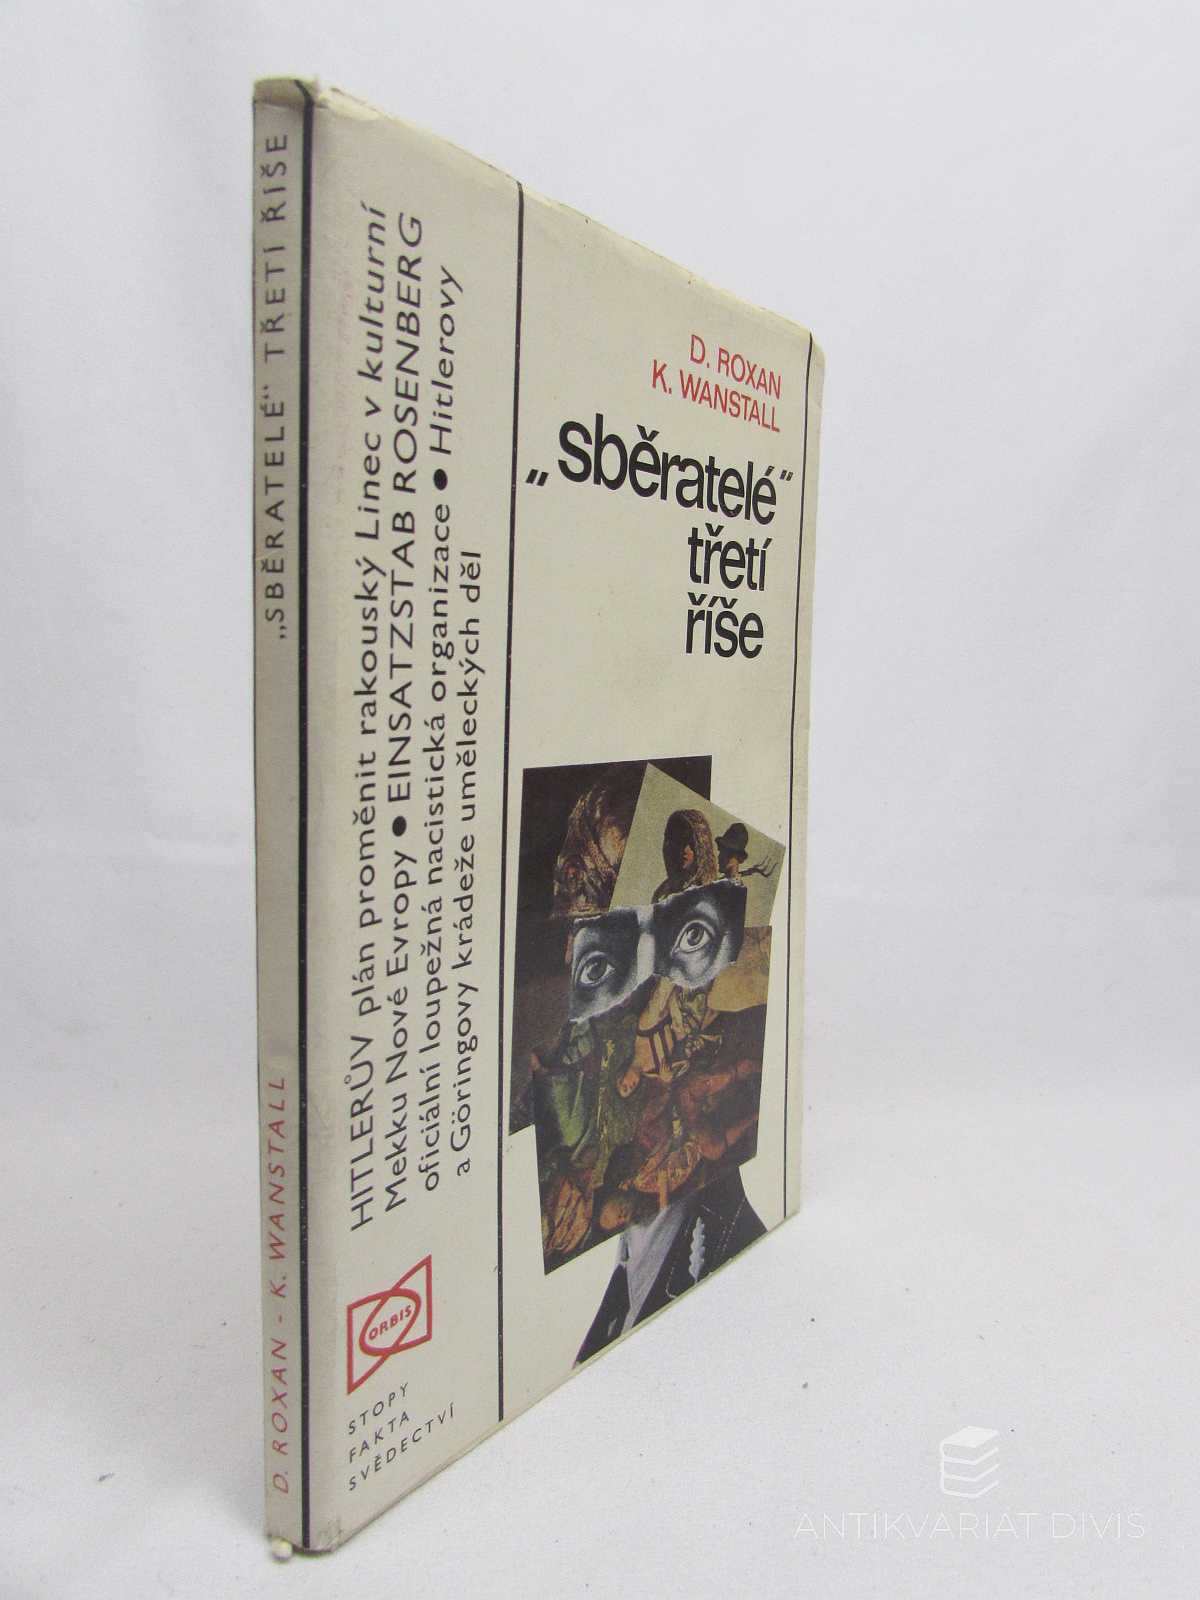 „SBĚRATELÉ" TŘETÍ ŘÍŠE
D. ROXAN - K. WANSTALL
HITLERŮV plán proměnit rakouský Linec v kulturní
Mekku Nové Evropy ● EINSATZSTAB ROSENBERG
oficiální loupežná nacistická organizace ● Hitlerovy
a Göringovy krádeže uměleckých děl
ORBIS
STOPY
FAKTA
SVĚDECTVÍ
D. ROXAN
K. WANSTALL
„sběratelé"
třetí
říše
ANTIKVARIAT DIVIS